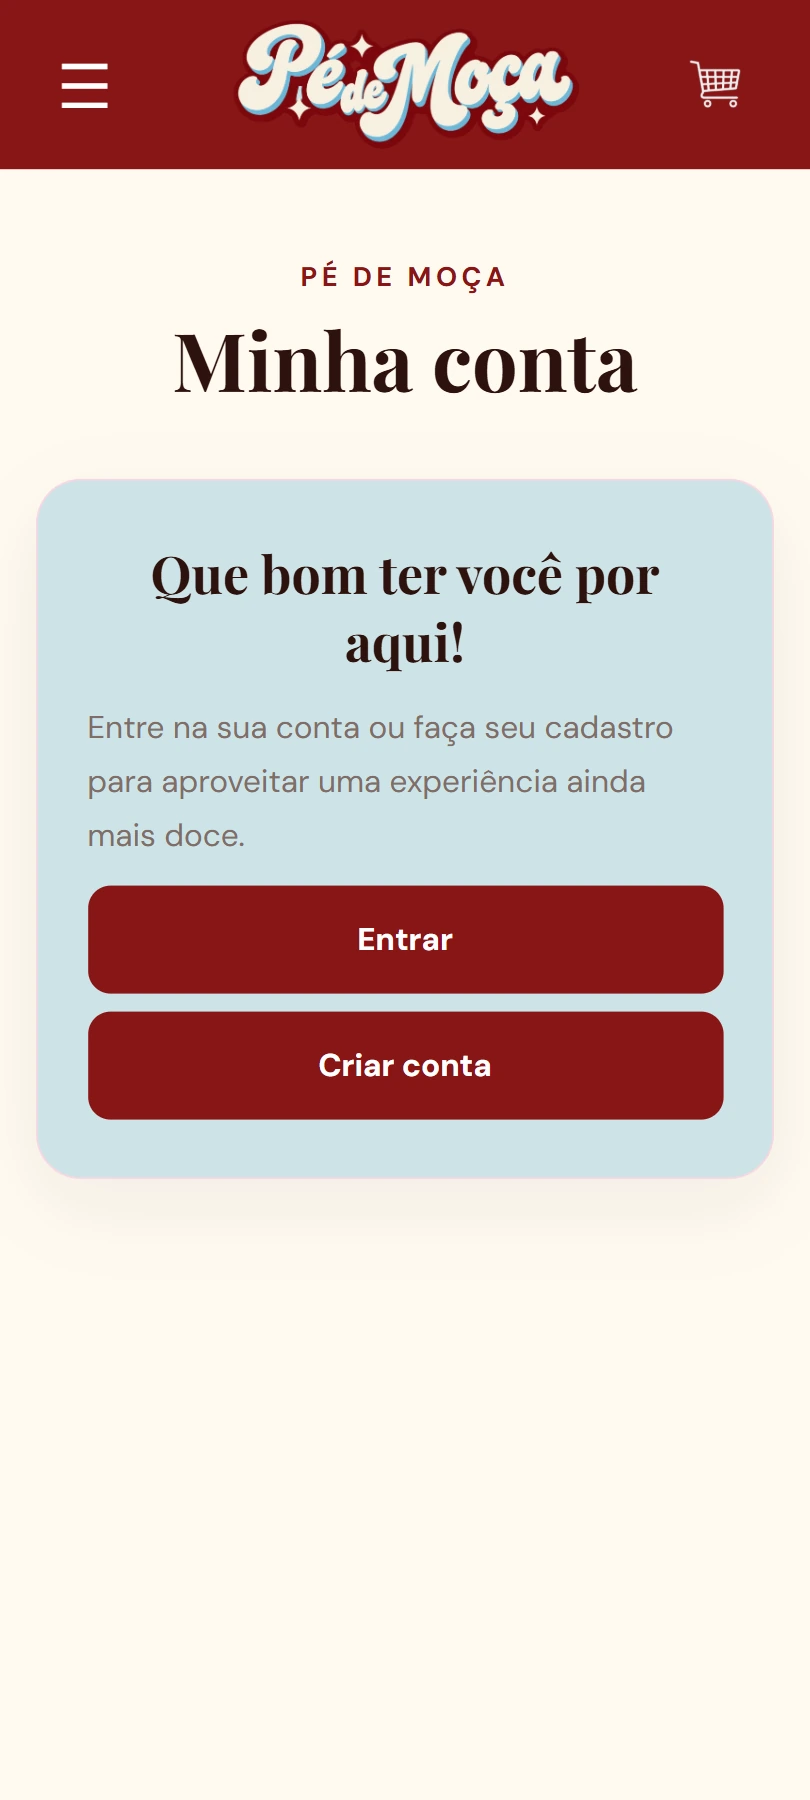 Pé de Moça
PÉ DE MOÇA
Minha conta
Que bom ter você por
aqui!
Entre na sua conta ou faça seu cadastro
para aproveitar uma experiência ainda
mais doce.
Entrar
Criar conta